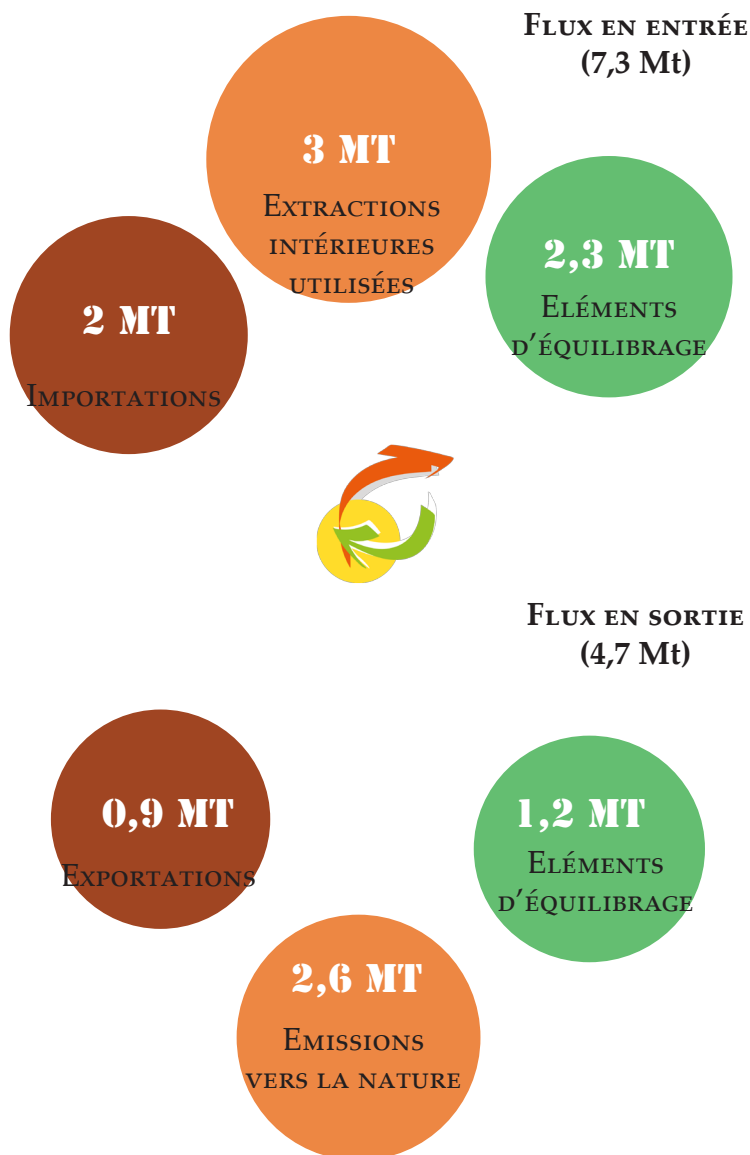 Flux en entrée
(7,3 Mt)
3 MT
Extractions
intérieures
utilisées
2,3 MT
Eléments
d'équilibrage
2 MT
Importations
Flux en sortie
(4,7 Mt)
0,9 MT
Exportations
1,2 MT
Eléments
d'équilibrage
2,6 MT
Emissions
vers la nature